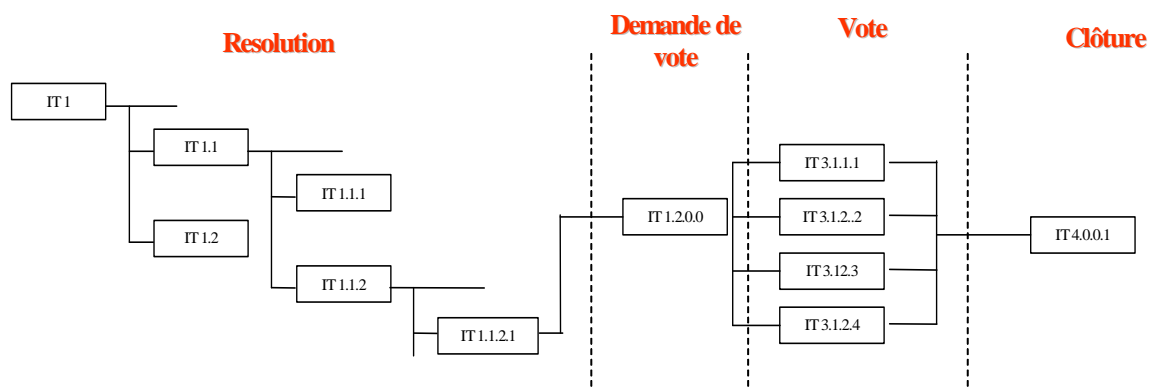 Resolution
Demande de
vote
Vote
Clôture
IT 1
IT 1.1
IT 1.1.1
IT 1.2
IT 1.1.2
IT 1.1.2.1
IT 1.2.0.0
IT 3.1.1.1
IT 3.1.2..2
IT 3.12.3
IT 3.1.2.4
IT 4.0.0.1